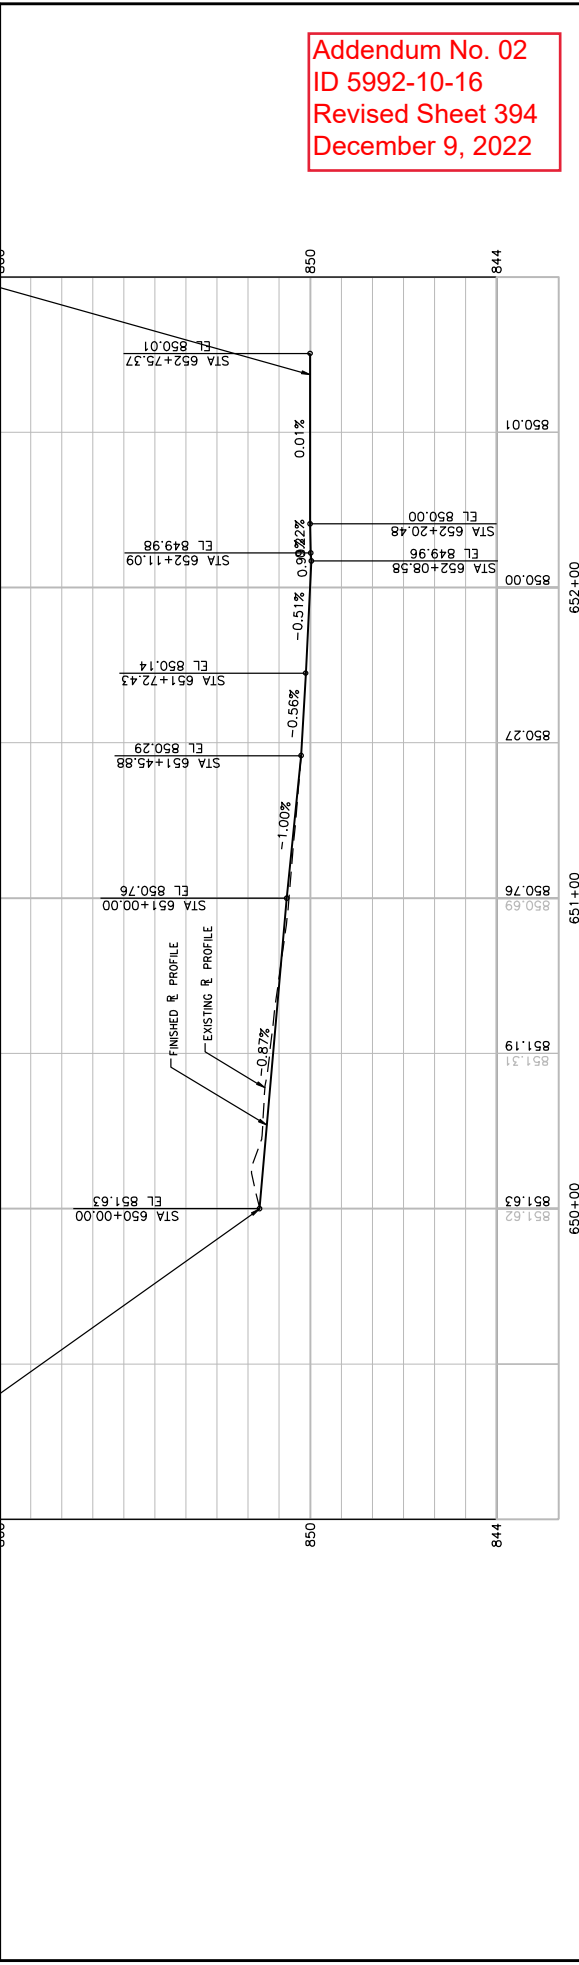 Addendum No. 02
ID 5992-10-16
Revised Sheet 394
December 9, 2022
850
844
STA 650+00.00
EL 851.63
FINISHED PROFILE
EXISTING PROFILE
-0.87%
STA 651+00.00
EL 850.76
-1.00%
STA 651+45.88
EL 850.29
-0.56%
STA 651+72.43
EL 850.14
-0.51%
STA 652+11.09
EL 849.98
STA 652+08.58
EL 849.96
STA 652+20.48
EL 850.00
0.01%
STA 652+75.37
EL 850.01
850
844
851.63
851.62
851.19
851.31
850.76
850.69
850.27
850.00
850.01
650+00
651+00
652+00